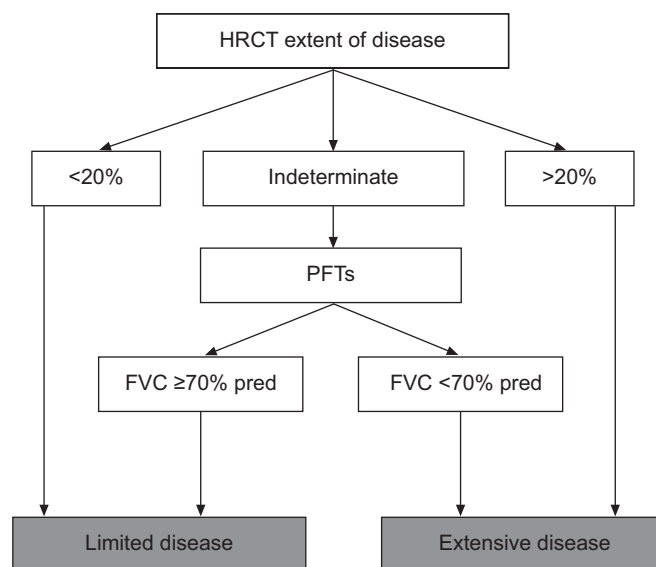 HRCT extent of disease
<20%
Indeterminate
>20%
PFTs
FVC ≥70% pred
FVC <70% pred
Limited disease
Extensive disease